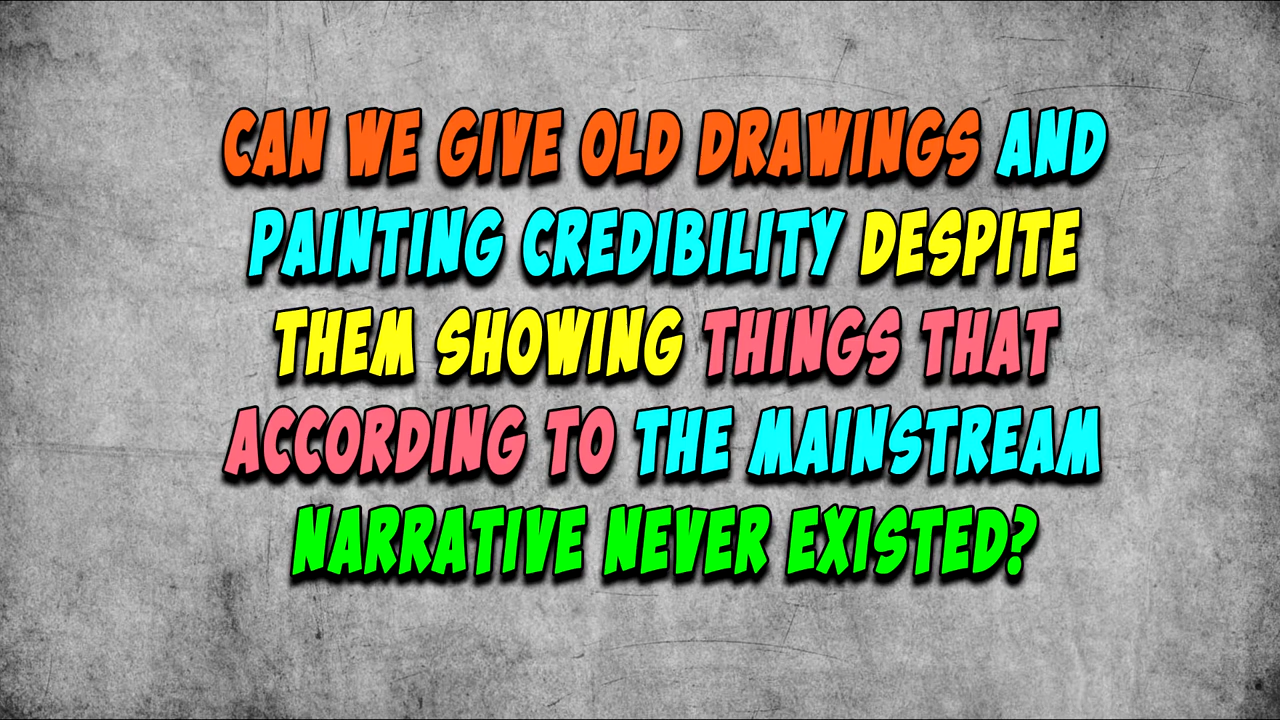 CAN WE GIVE OLD DRAWINGS AND
PAINTING CREDIBILITY DESPITE
THEM SHOWING THINGS THAT
ACCORDING TO THE MAINSTREAM
NARRATIVE NEVER EXISTED?